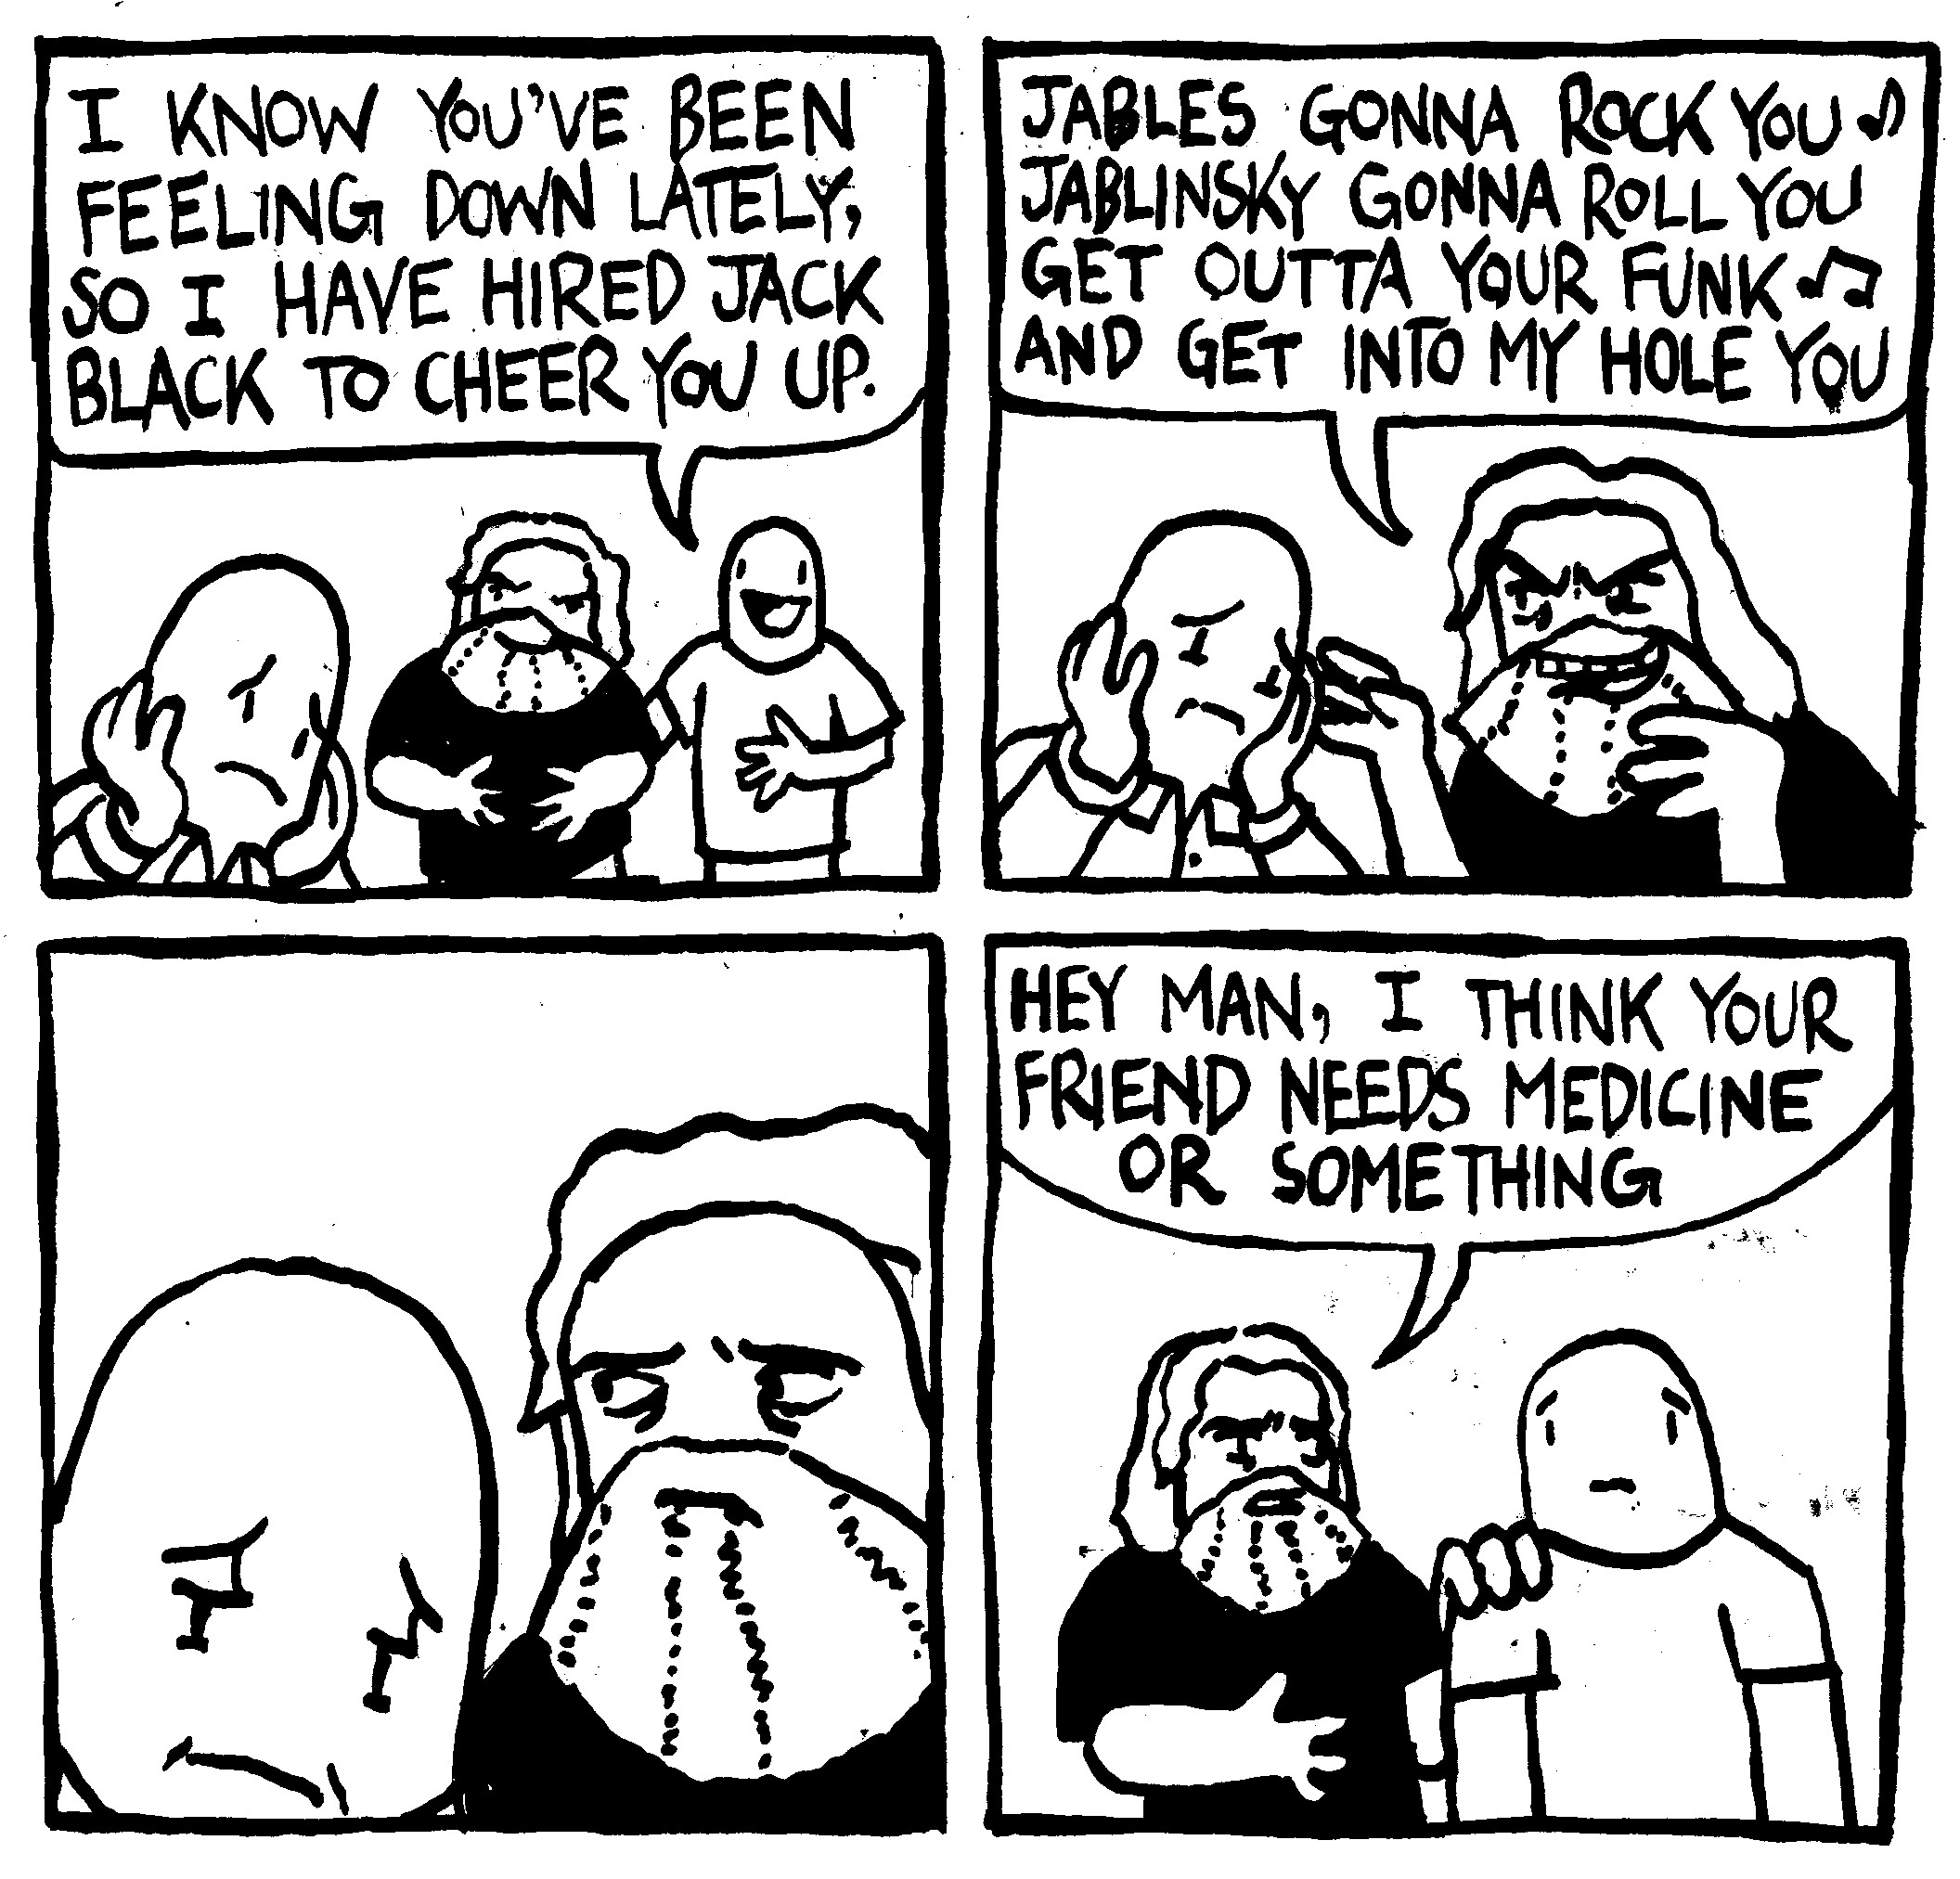 I KNOW YOU'VE BEEN
FEELING DOWN LATELY,
SO I HAVE HIRED JACK
BLACK TO CHEER YOU UP.
JABLES GONNA ROCK YOU ♪
JABLINSKY GONNA ROLL YOU
GET OUTTA YOUR FUNK ♫
AND GET INTO MY HOLE YOU
HEY MAN, I THINK YOUR
FRIEND NEEDS MEDICINE
OR SOMETHING